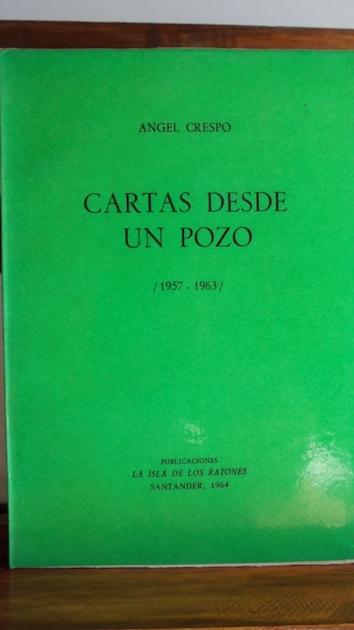 ANGEL CRESPO
CARTAS DESDE
UN POZO
/1957 - 1963/
PUBLICACIONES
LA ISLA DE LOS RATONES
SANTANDER, 1964